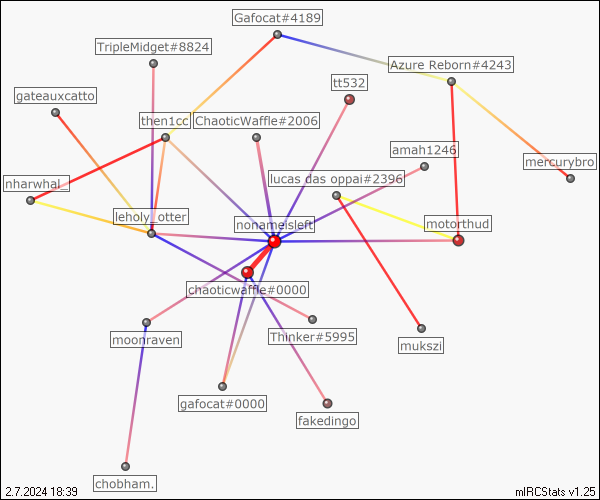 Gafocat#4189
TripleMidget#8824
Azure Reborn#4243
tt532
gateauxcatto
then1cc
ChaoticWaffle#2006
amah1246
mercurybro
lucas das oppai#2396
nharwhal_
leholy_otter
nonameisleft
motorthud
chaoticwaffle#0000
Thinker#5995
moonraven
mukszi
gafocat#0000
fakedingo
chobham.
2.7.2024 18:39
mIRCStats v1.25